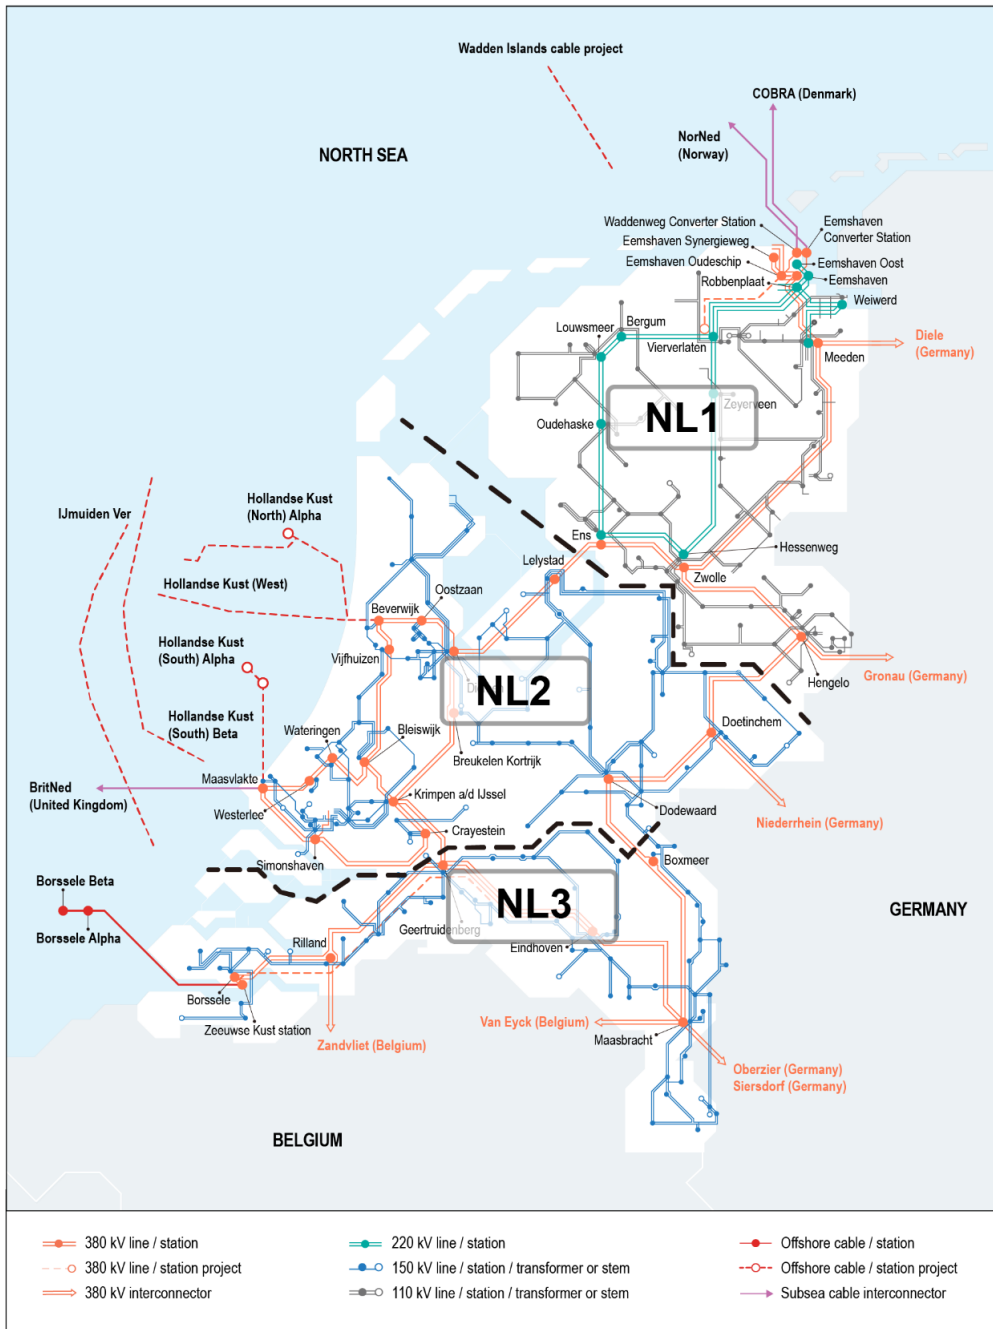 Wadden Islands cable project
COBRA (Denmark)
NorNed
(Norway)
NORTH SEA
Waddenweg Converter Station
Eemshaven
Converter Station
Eemshaven Synergieweg
Eemshaven Oudeschip
Eemshaven Oost
Robbenplaat
Eemshaven
Weiwerd
Bergum
Louwsmeer
Vierverlaten
Meeden
Diele
(Germany)
NL1
Zeyerveen
Oudehaske
Hollandse Kust
(North) Alpha
IJmuiden Ver
Ens
Hessenweg
Lelystad
Zwolle
Hollandse Kust (West)
Oostzaan
Beverwijk
Hollandse Kust
(South) Alpha
Vijfhuizen
Hengelo
Gronau (Germany)
NL2
Hollandse Kust
(South) Beta
Wateringen
Bleiswijk
Doetinchem
Breukelen Kortrijk
Maasvlakte
BritNed
(United Kingdom)
Westerlee
Krimpen a/d IJssel
Dodewaard
Niederrhein (Germany)
Crayestein
Simonshaven
Boxmeer
Borssele Beta
NL3
Borssele Alpha
GERMANY
Rilland
Geertruidenberg
Eindhoven
Borssele
Zeeuwse Kust station
Van Eyck (Belgium)
Maasbracht
Zandvliet (Belgium)
Oberzier (Germany)
Siersdorf (Germany)
BELGIUM
380 kV line / station
380 kV line / station project
380 kV interconnector
220 kV line / station
150 kV line / station / transformer or stem
110 kV line / station / transformer or stem
Offshore cable / station
Offshore cable / station project
Subsea cable interconnector